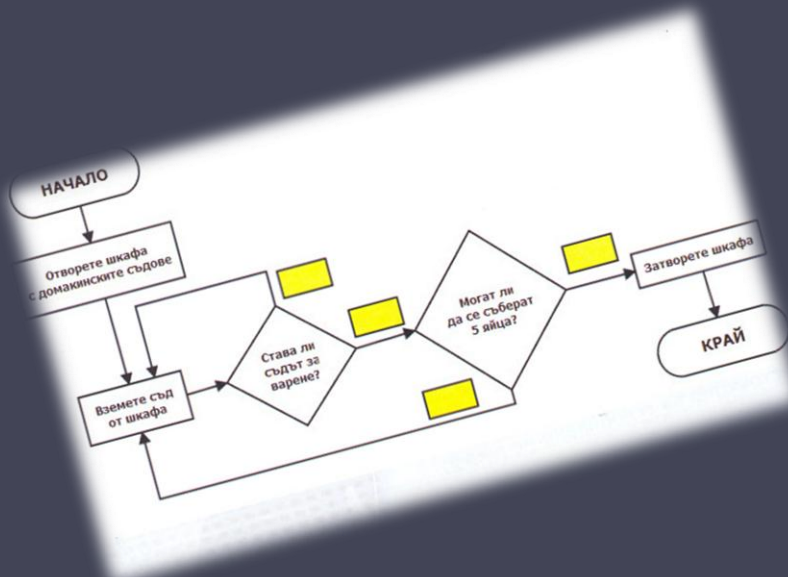 НАЧАЛО
Отворете шкафа
с домакинските съдове
Вземете съд
от шкафа
Става ли
съдът за
варене?
Могат ли
да се съберат
5 яйца?
Затворете шкафа
КРАЙ